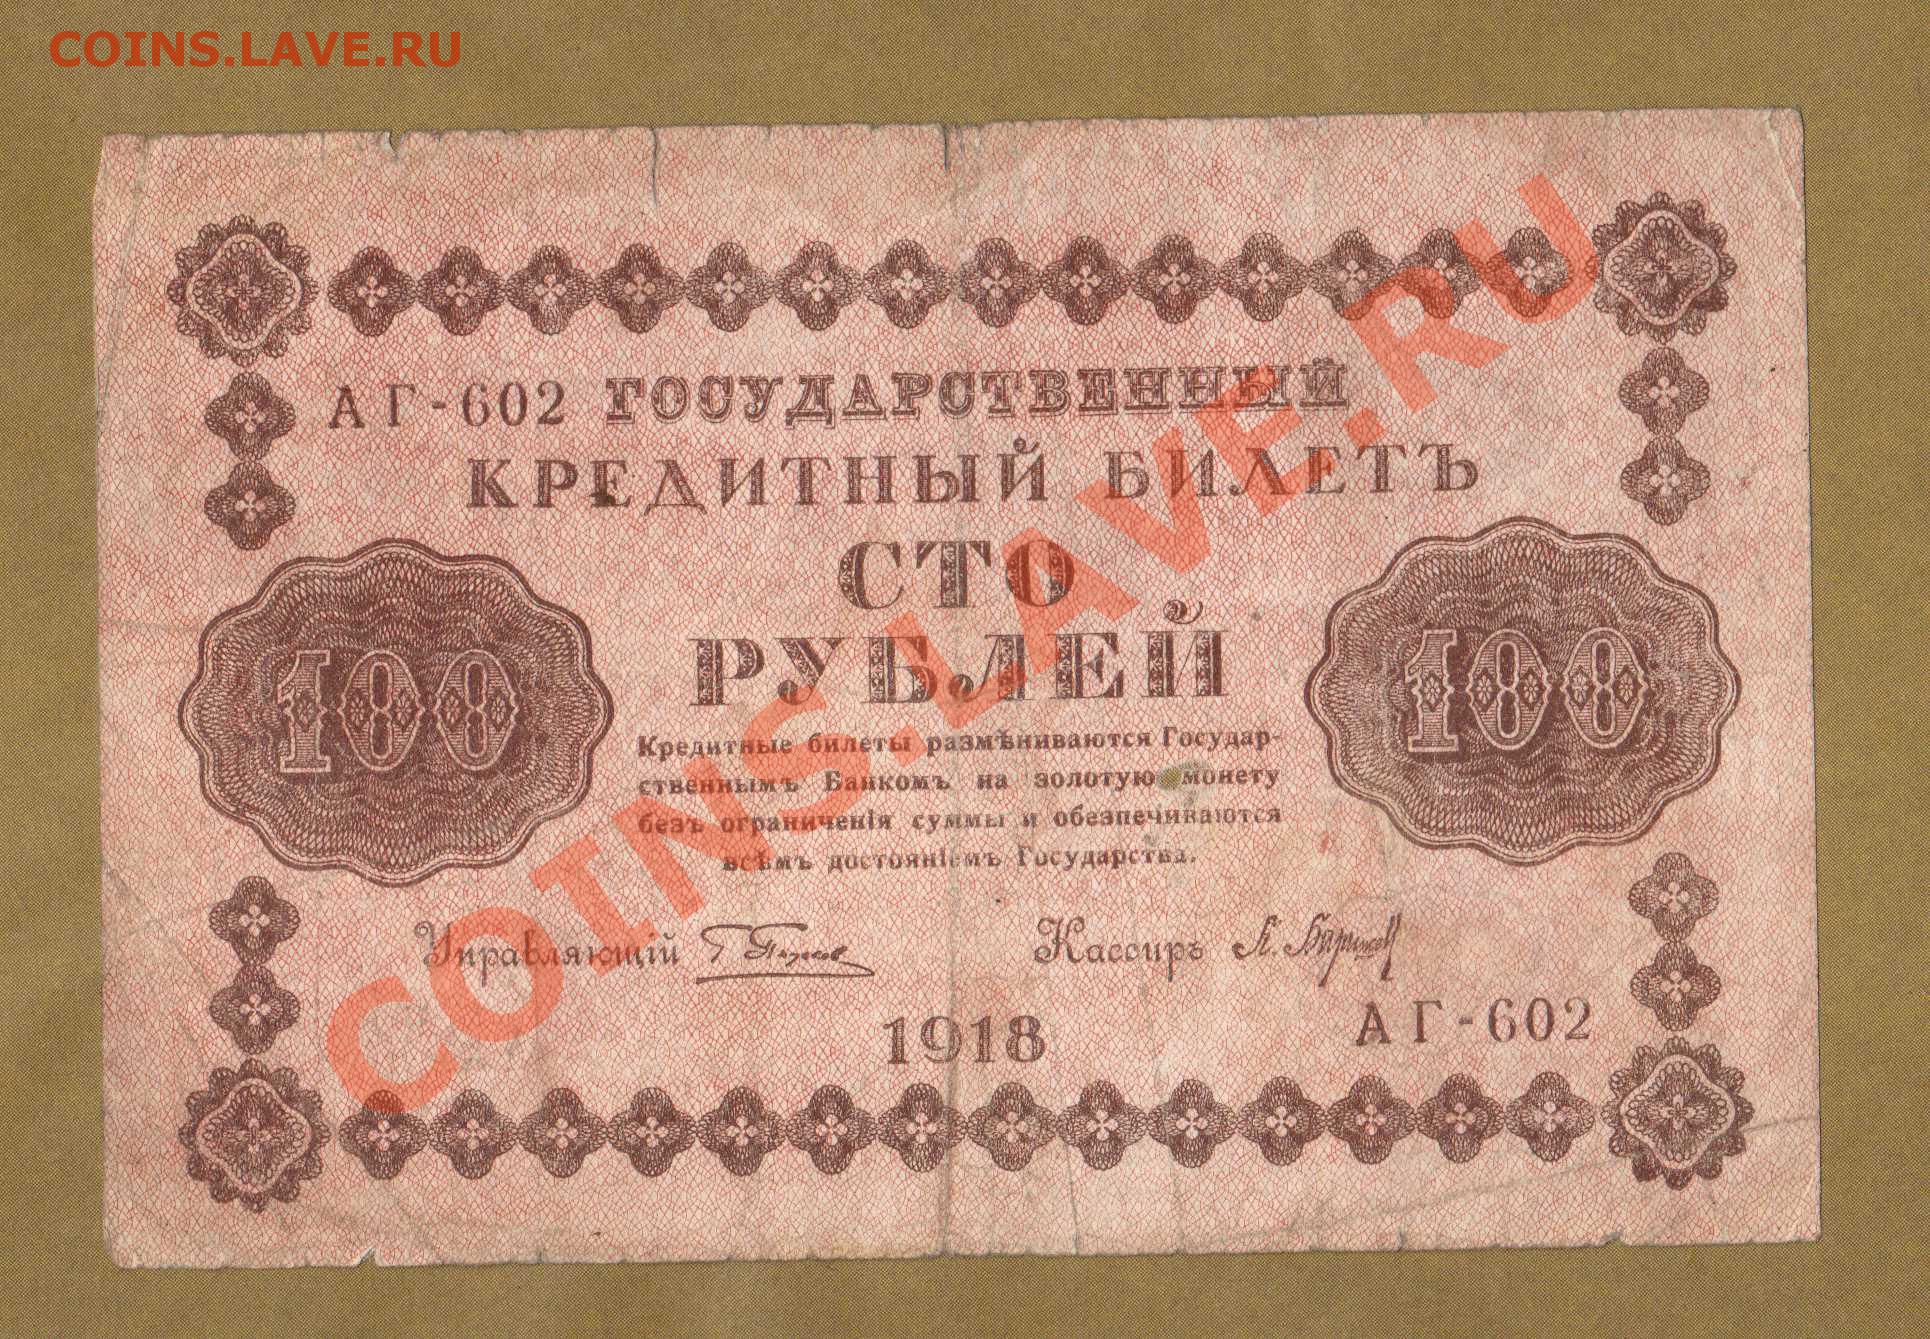 COINS.LAVE.RU
АГ-602 ГОСУДАРСТВЕННЫЙ
КРЕДИТНЫЙ БИЛЕТЪ
СТО
РУБЛЕЙ
100
100
Кредитные билеты размѣниваются Государ-
ственнымъ Банкомъ на золотую монету
безъ ограниченія суммы и обезпечиваются
всѣмъ достояніемъ Государства.
Управляющій
Кассиръ
1918
АГ-602
COINS.LAVE.RU